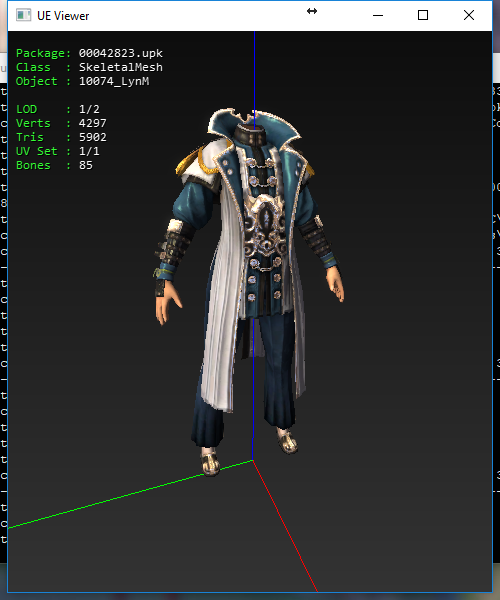 UE Viewer
Package: 00042823.upk
Class : SkeletalMesh
Object : 10074_LynM
LOD : 1/2
Verts : 4297
Tris : 5902
UV Set : 1/1
Bones : 85